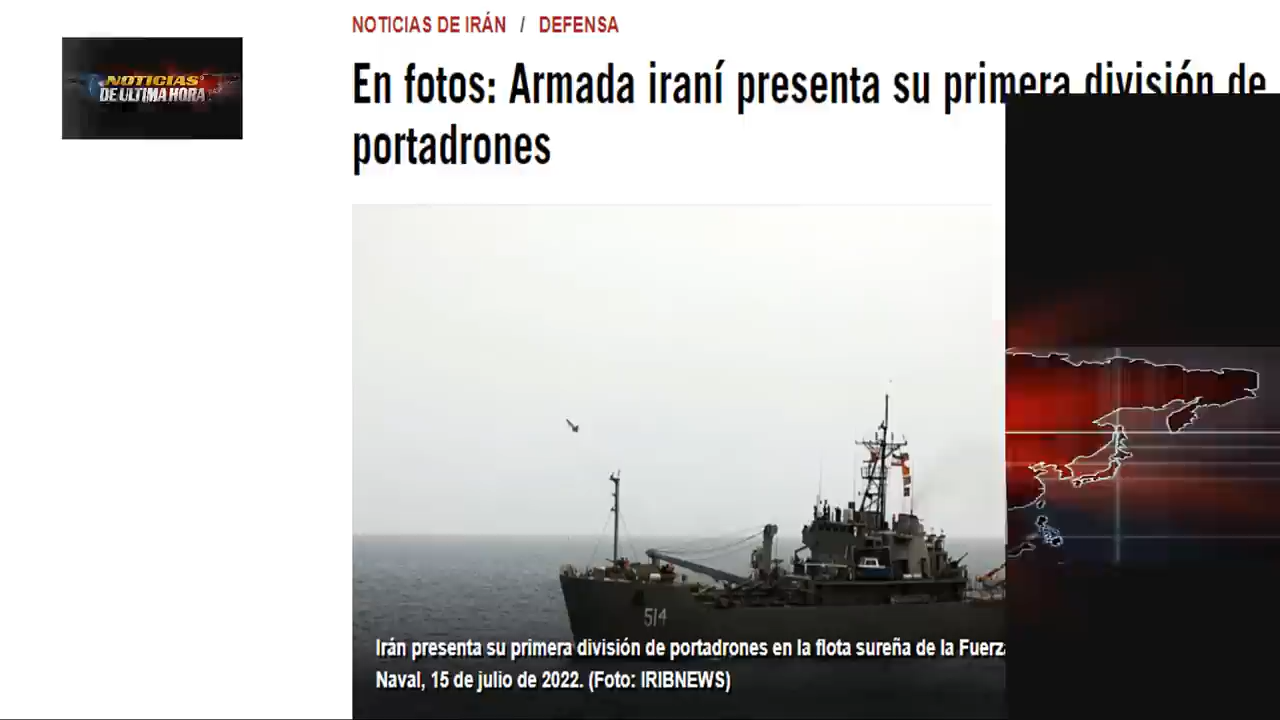 NOTICIAS DE IRÁN / DEFENSA
NOTICIAS
DE ULTIMA HORA
En fotos: Armada iraní presenta su primera división de
portadrones
514
Irán presenta su primera división de portadrones en la flota sureña de la Fuerza
Naval, 15 de julio de 2022. (Foto: IRIBNEWS)